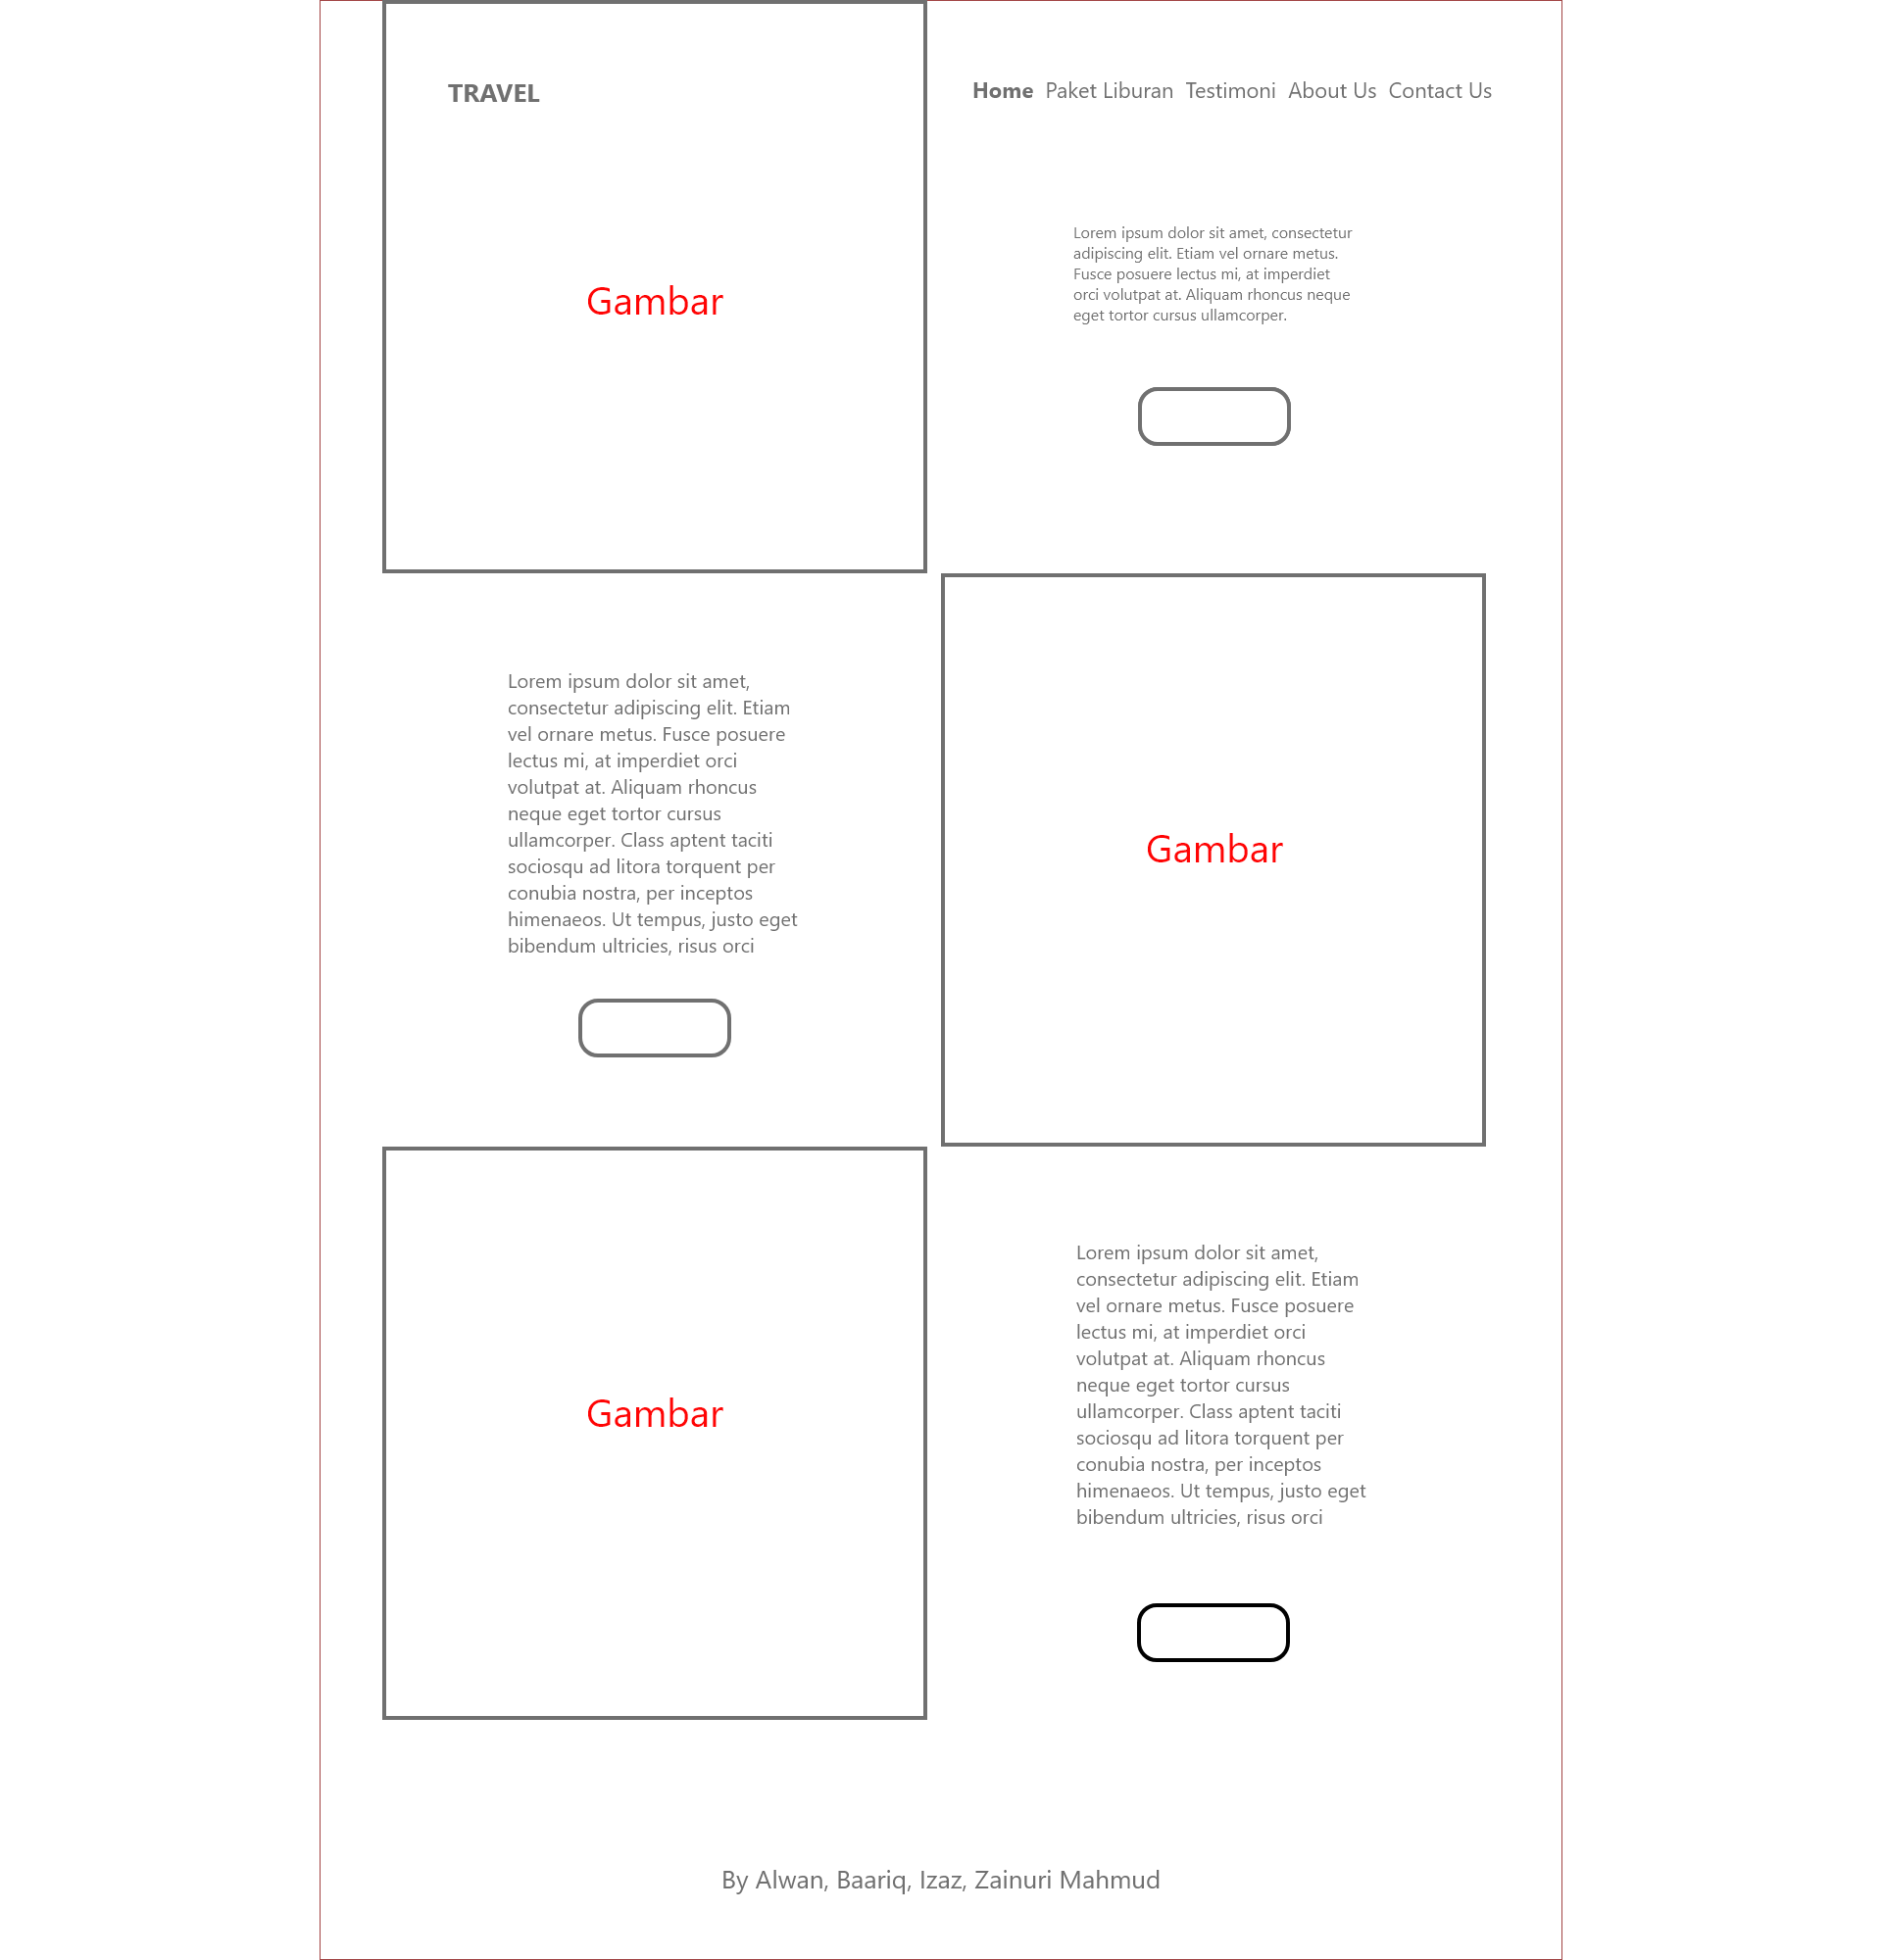 TRAVEL
Home Paket Liburan Testimoni About Us Contact Us
Gambar
Lorem ipsum dolor sit amet, consectetur
adipiscing elit. Etiam vel ornare metus.
Fusce posuere lectus mi, at imperdiet
orci volutpat at. Aliquam rhoncus neque
eget tortor cursus ullamcorper.
Lorem ipsum dolor sit amet,
consectetur adipiscing elit. Etiam
vel ornare metus. Fusce posuere
lectus mi, at imperdiet orci
volutpat at. Aliquam rhoncus
neque eget tortor cursus
ullamcorper. Class aptent taciti
sociosqu ad litora torquent per
conubia nostra, per inceptos
himenaeos. Ut tempus, justo eget
bibendum ultricies, risus orci
Gambar
Gambar
Lorem ipsum dolor sit amet,
consectetur adipiscing elit. Etiam
vel ornare metus. Fusce posuere
lectus mi, at imperdiet orci
volutpat at. Aliquam rhoncus
neque eget tortor cursus
ullamcorper. Class aptent taciti
sociosqu ad litora torquent per
conubia nostra, per inceptos
himenaeos. Ut tempus, justo eget
bibendum ultricies, risus orci
By Alwan, Baariq, Izaz, Zainuri Mahmud